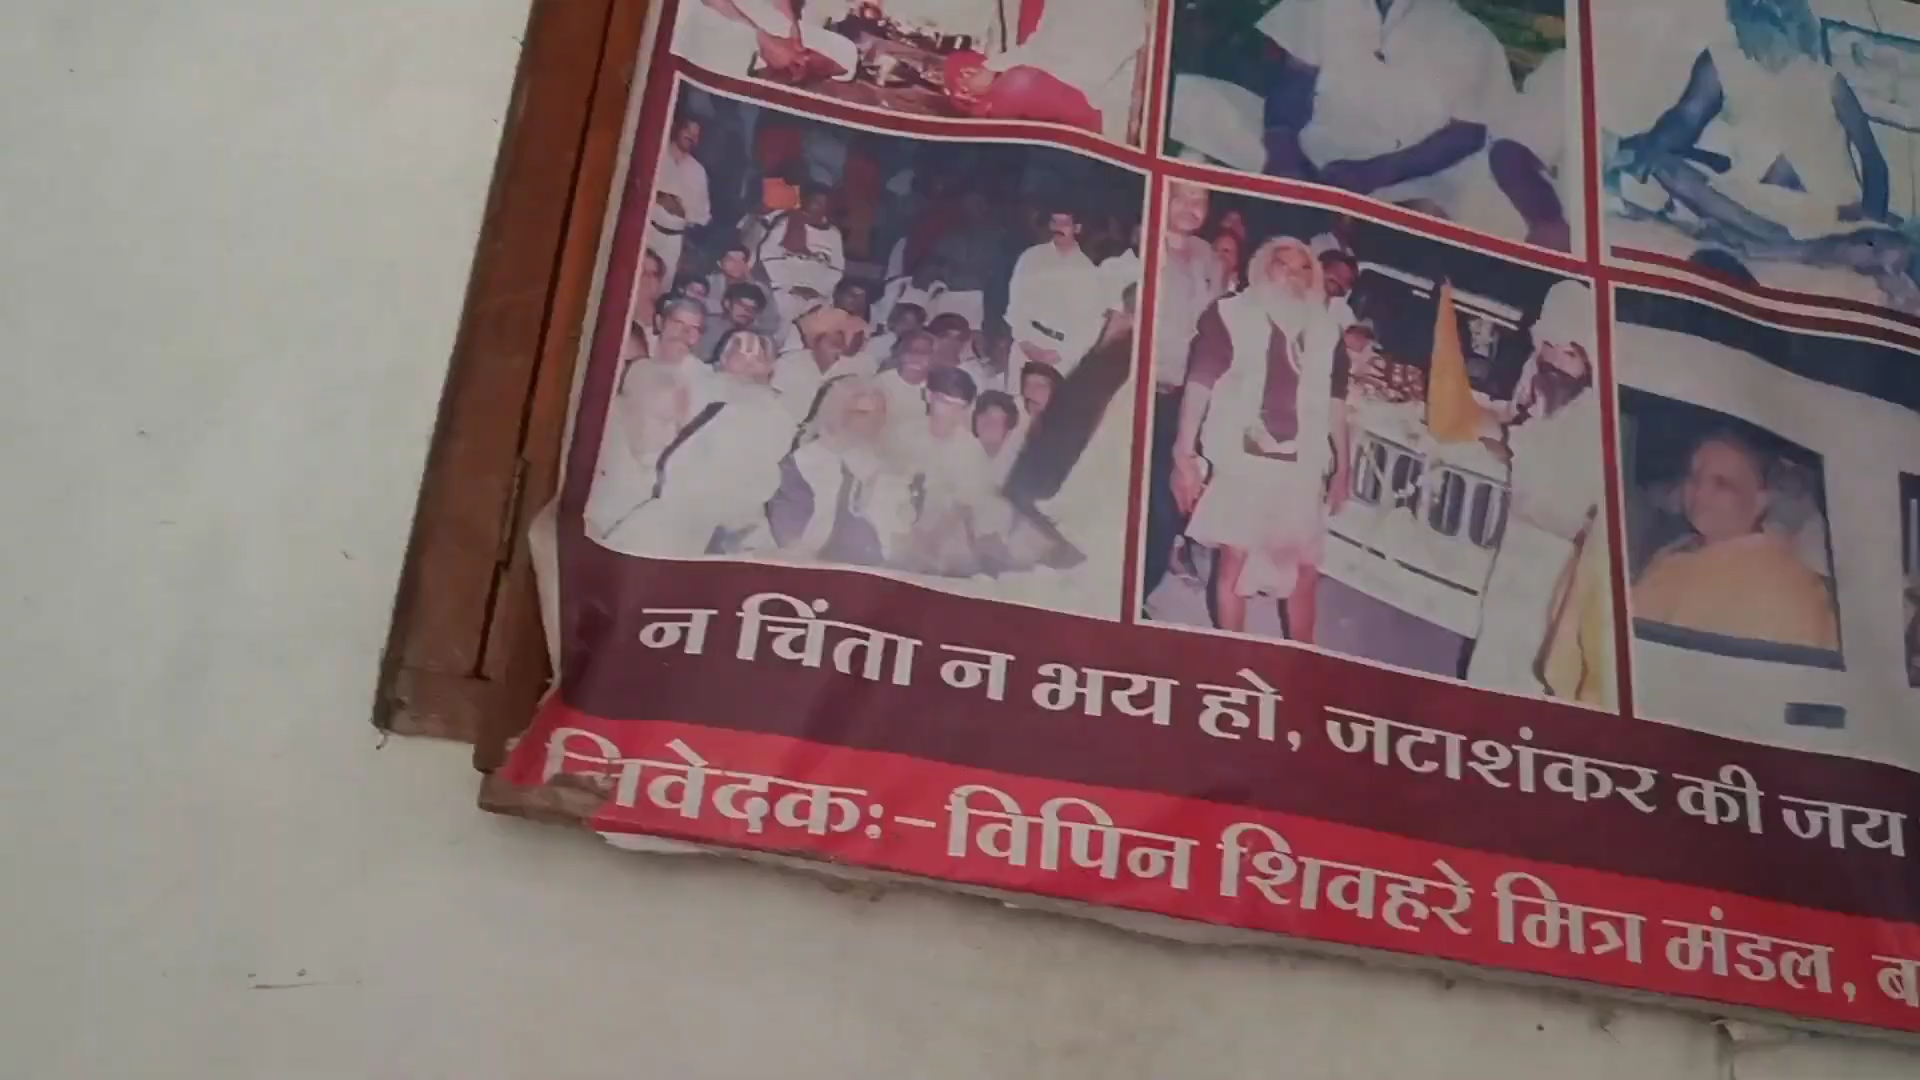 न चिंता न भय हो, जटाशंकर की जय
निवेदकः-विपिन शिवहरे मित्र मंडल,